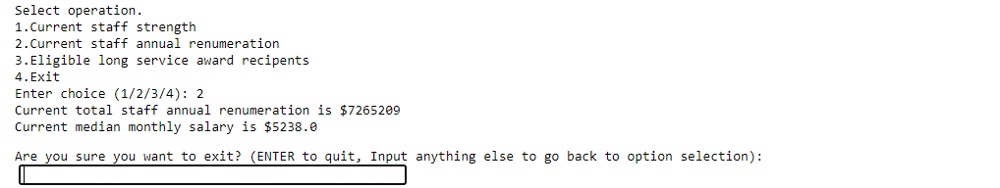 Select operation.
1.Current staff strength
2.Current staff annual renumeration
3.Eligible long service award recipents
4.Exit
Enter choice (1/2/3/4): 2
Current total staff annual renumeration is $7265209
Current median monthly salary is $5238.0
Are you sure you want to exit? (ENTER to quit, Input anything else to go back to option selection):